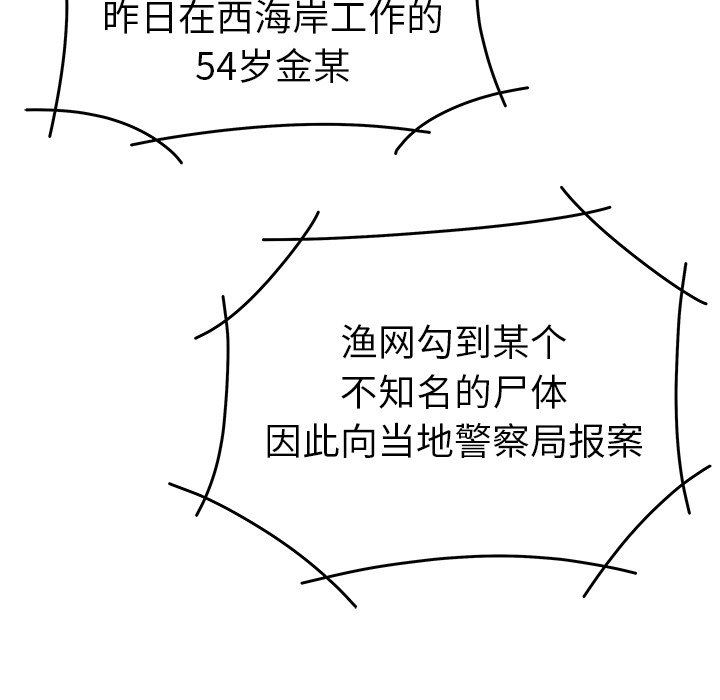 昨日在西海岸工作的
54岁金某
渔网勾到某个
不知名的尸体
因此向当地警察局报案